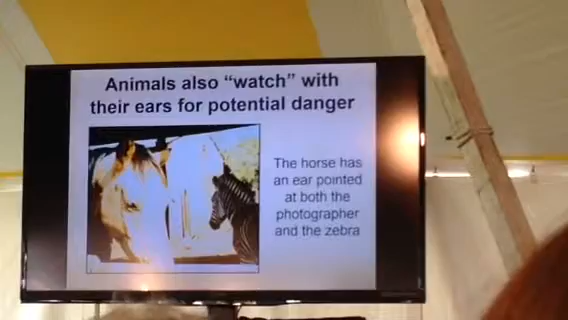 Animals also “watch” with
their ears for potential danger
The horse has
an ear pointed
at both the
photographer
and the zebra